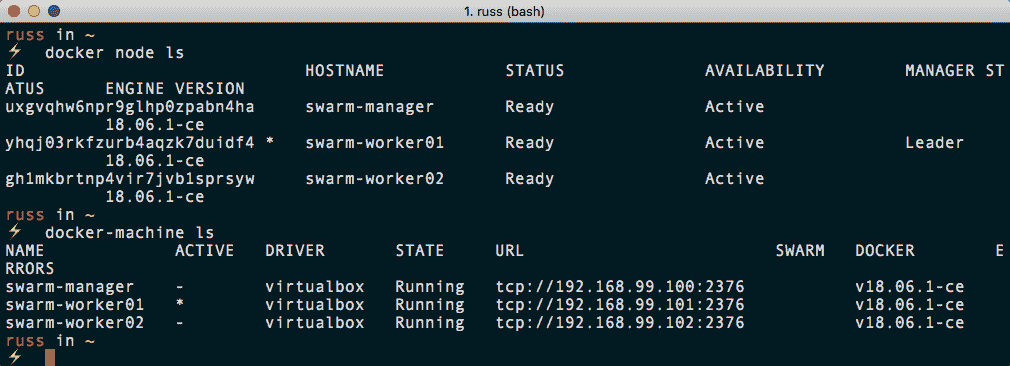 1. russ (bash)
russ in ~
⚡ docker node ls
ID HOSTNAME STATUS AVAILABILITY MANAGER ST
ATUS ENGINE VERSION
uxgvqhw6npr9glhp0zpabn4ha swarm-manager Ready Active
18.06.1-ce
yhqj03rkfzurb4aqzk7duidf4 * swarm-worker01 Ready Active Leader
18.06.1-ce
gh1mkbrtnp4vir7jvb1sprsyw swarm-worker02 Ready Active
18.06.1-ce
russ in ~
⚡ docker-machine ls
NAME ACTIVE DRIVER STATE URL SWARM DOCKER E
RRORS
swarm-manager - virtualbox Running tcp://192.168.99.100:2376 v18.06.1-ce
swarm-worker01 * virtualbox Running tcp://192.168.99.101:2376 v18.06.1-ce
swarm-worker02 - virtualbox Running tcp://192.168.99.102:2376 v18.06.1-ce
russ in ~
⚡